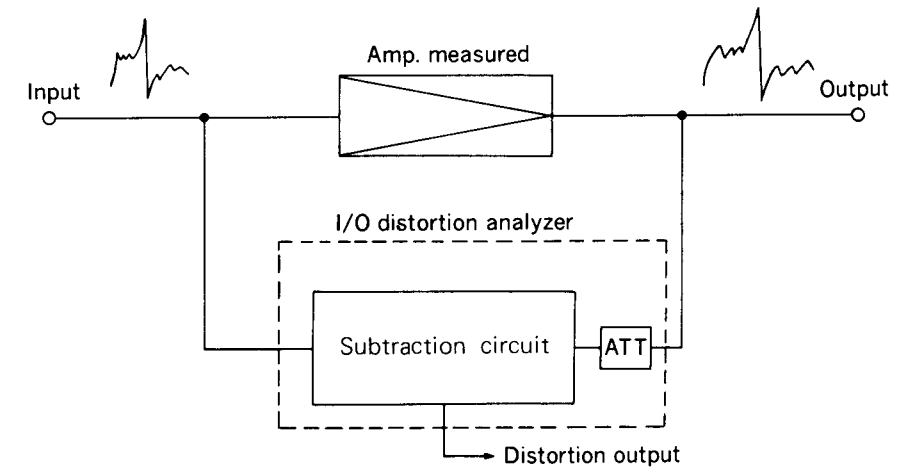 Amp. measured
Input
Output
I/O distortion analyzer
Subtraction circuit
ATT
Distortion output